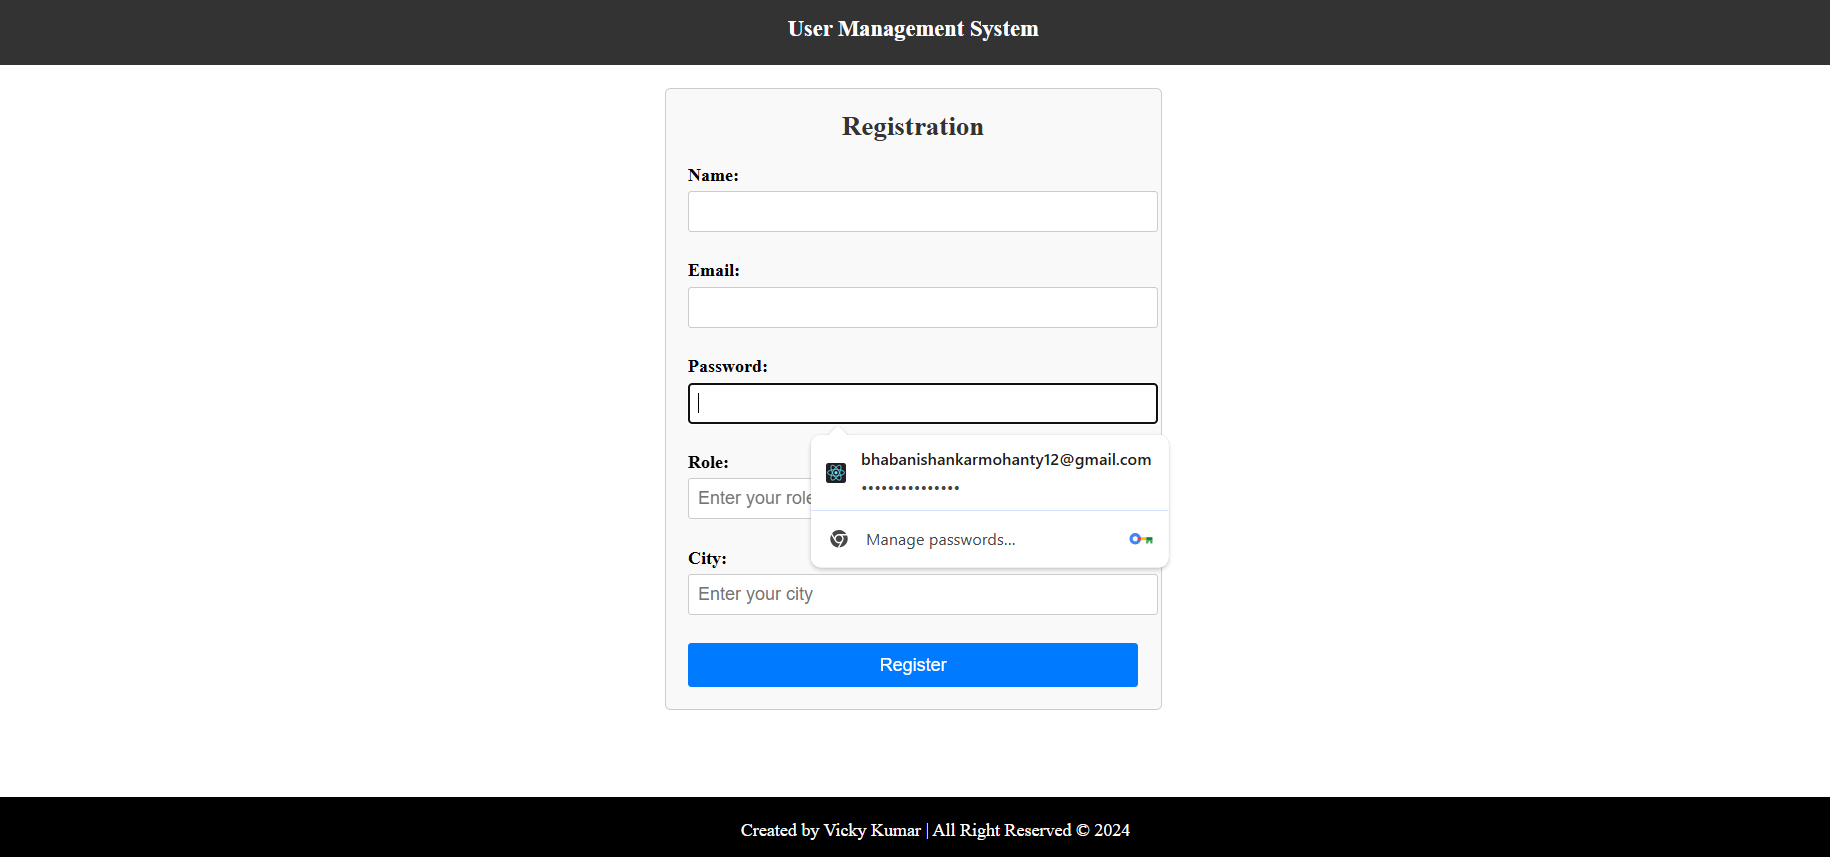 User Management System
Registration
Name:
Email:
Password:
bhabanishankarmohanty12@gmail.com
•••••••••••••••
Role:
Enter your role
Manage passwords...
City:
Enter your city
Register
Created by Vicky Kumar | All Right Reserved © 2024